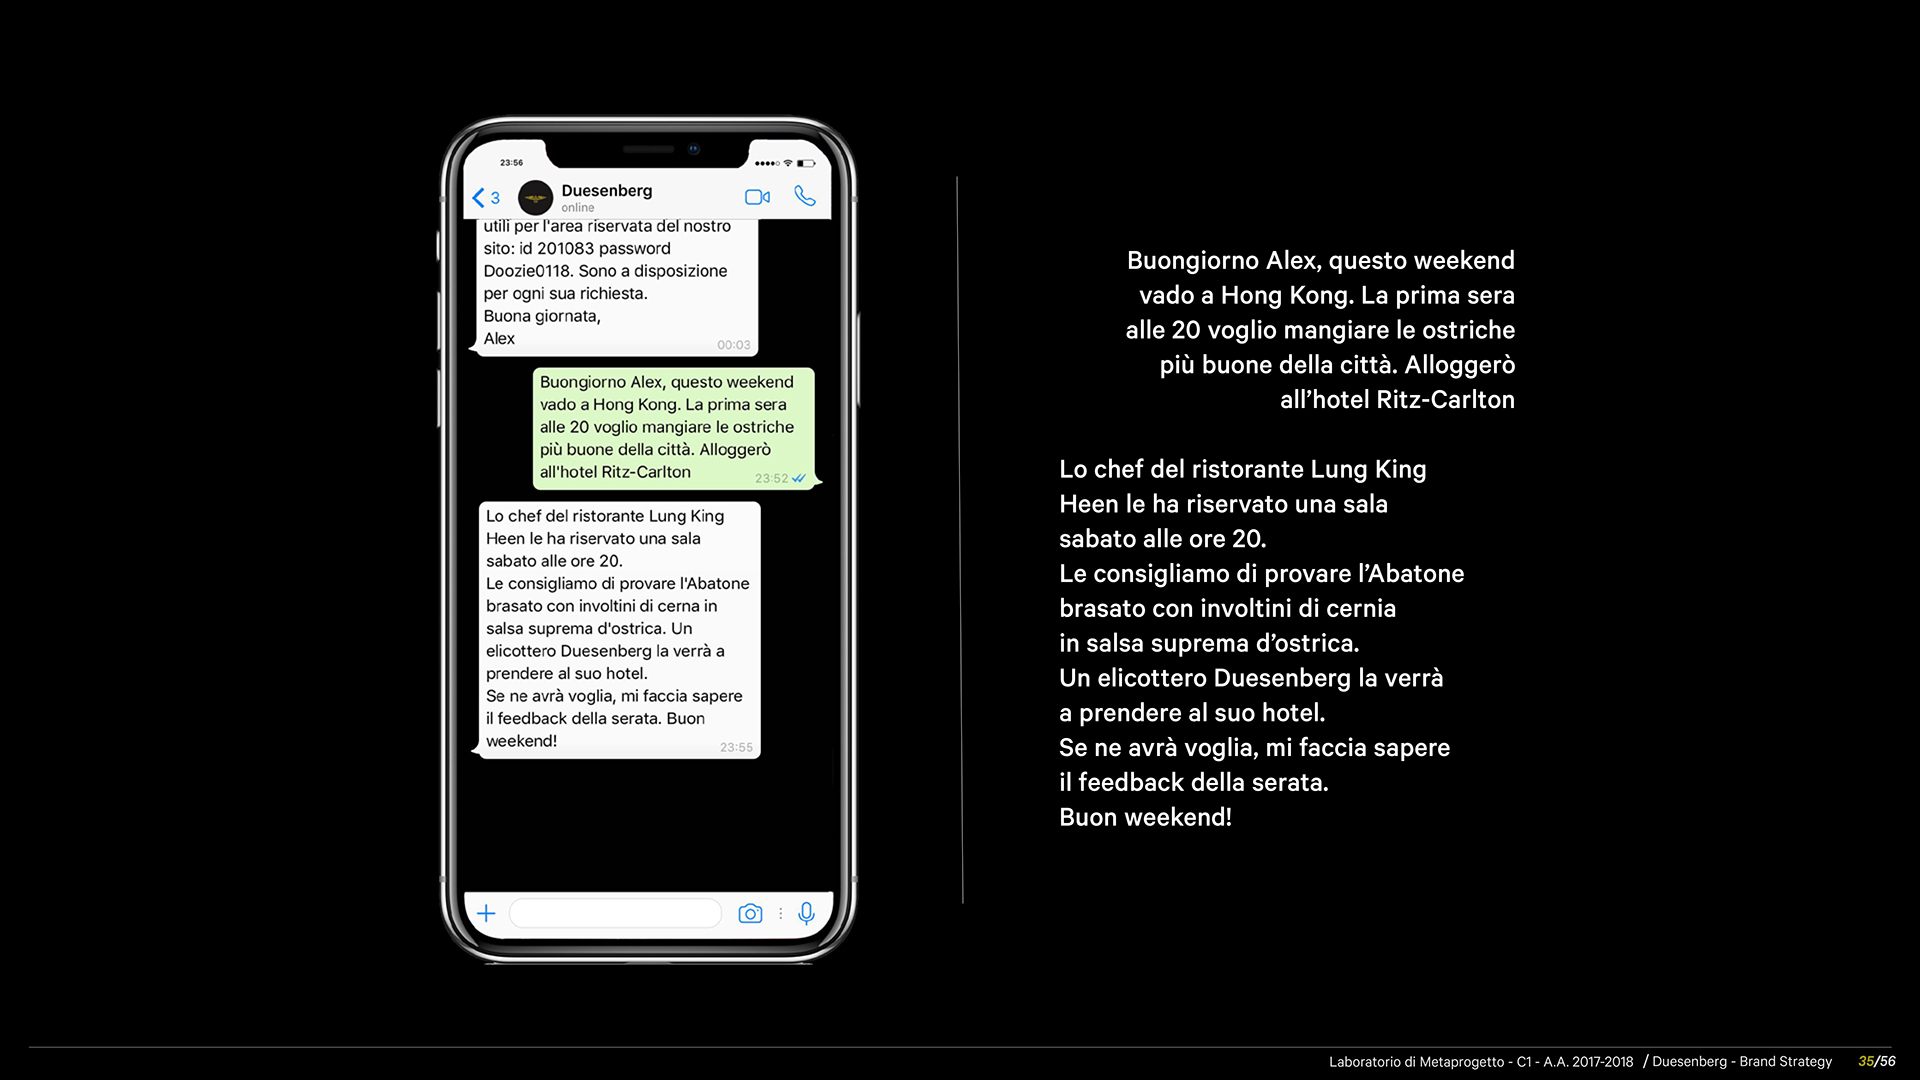 23:56
3
Duesenberg
online
utili per l'area riservata del nostro
sito: id 201083 password
Doozie0118. Sono a disposizione
per ogni sua richiesta.
Buona giornata,
Alex
00:03
Buongiorno Alex, questo weekend
vado a Hong Kong. La prima sera
alle 20 voglio mangiare le ostriche
più buone della città. Alloggerò
all'hotel Ritz-Carlton
23:52
Lo chef del ristorante Lung King
Heen le ha riservato una sala
sabato alle ore 20.
Le consigliamo di provare l'Abatone
brasato con involtini di cerna in
salsa suprema d'ostrica. Un
elicottero Duesenberg la verrà a
prendere al suo hotel.
Se ne avrà voglia, mi faccia sapere
il feedback della serata. Buon
weekend!
23:55
Buongiorno Alex, questo weekend
vado a Hong Kong. La prima sera
alle 20 voglio mangiare le ostriche
più buone della città. Alloggerò
all’hotel Ritz-Carlton
Lo chef del ristorante Lung King
Heen le ha riservato una sala
sabato alle ore 20.
Le consigliamo di provare l’Abatone
brasato con involtini di cernia
in salsa suprema d’ostrica.
Un elicottero Duesenberg la verrà
a prendere al suo hotel.
Se ne avrà voglia, mi faccia sapere
il feedback della serata.
Buon weekend!
Laboratorio di Metaprogetto - C1 - A.A. 2017-2018 / Duesenberg - Brand Strategy 35/56